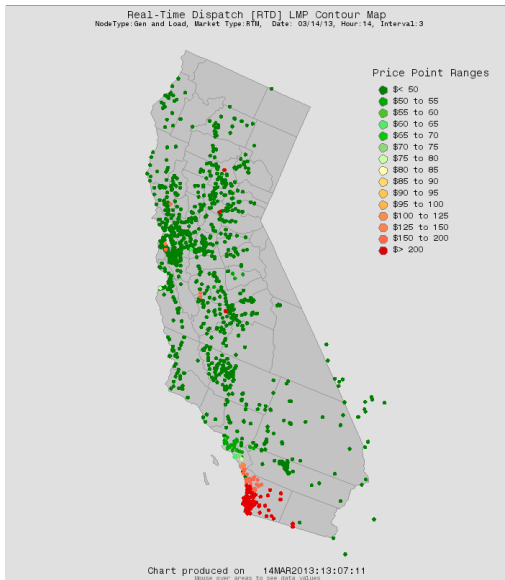 Real-Time Dispatch [RTD] LMP Contour Map
NodeType:Gen and Load, Market Type:RTM, Date: 03/14/13, Hour:14, Interval:3
Price Point Ranges
$< 50
$50 to 55
$55 to 60
$60 to 65
$65 to 70
$70 to 75
$75 to 80
$80 to 85
$85 to 90
$90 to 95
$95 to 100
$100 to 125
$125 to 150
$150 to 200
$> 200
Chart produced on 14MAR2013:13:07:11
Mouse over areas to see data values